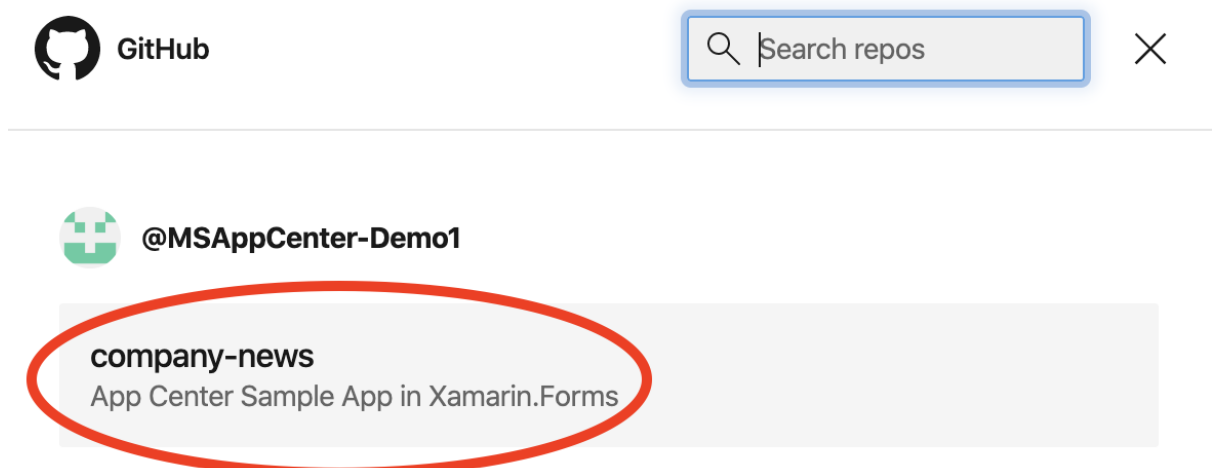 GitHub
Search repos
@MSAppCenter-Demo1
company-news
App Center Sample App in Xamarin.Forms